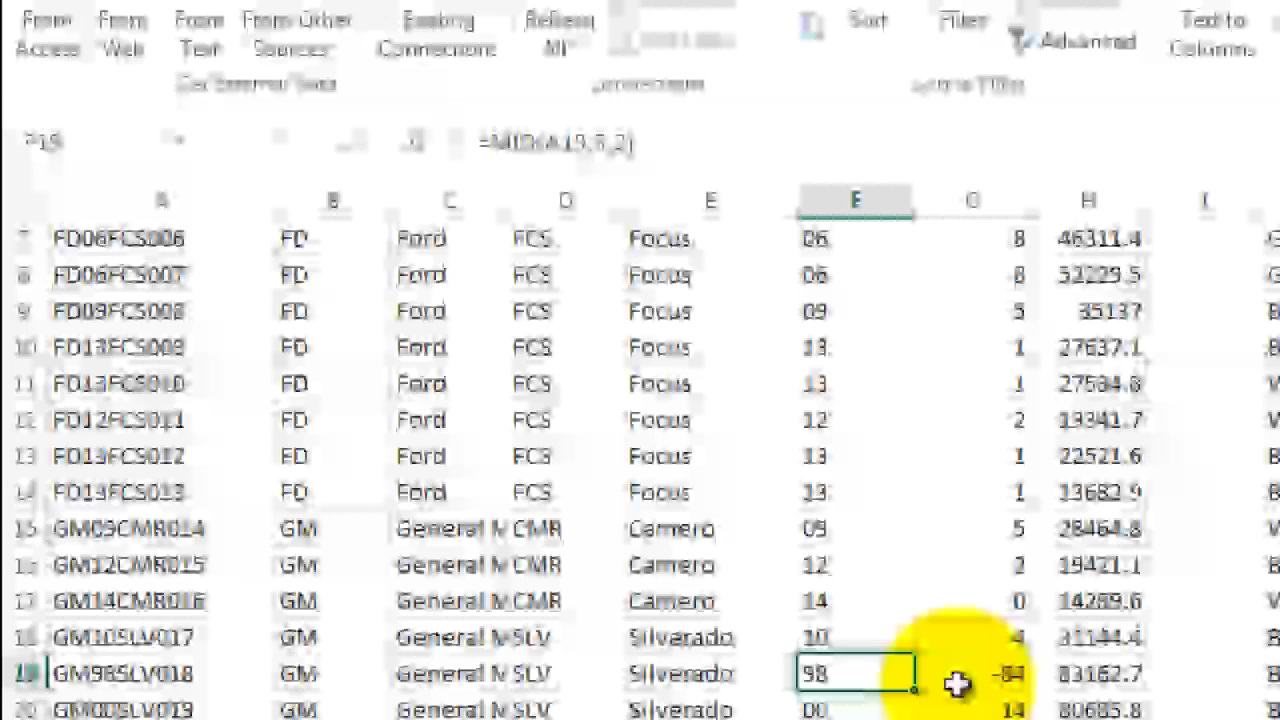 From From From From Other Existing Refresh Sort Filter Text to
Access Web Text Sources Connections All Advanced Columns
Get External Data Connections Sort & Filter
F19 =MID(A19,3,2)
A B C D E F G H I
7 FD06FCS006 FD Ford FCS Focus 06 8 46311.4 G
8 FD06FCS007 FD Ford FCS Focus 06 8 52229.5 G
9 FD09FCS008 FD Ford FCS Focus 09 5 35137 B
10 FD13FCS009 FD Ford FCS Focus 13 1 27637.1 B
11 FD13FCS010 FD Ford FCS Focus 13 1 27534.8 W
12 FD12FCS011 FD Ford FCS Focus 12 2 19341.7 W
13 FD13FCS012 FD Ford FCS Focus 13 1 22521.6 B
14 FD13FCS013 FD Ford FCS Focus 13 1 13682.9 B
15 GM09CMR014 GM General M CMR Camero 09 5 28464.8 W
16 GM12CMR015 GM General M CMR Camero 12 2 19421.1 B
17 GM14CMR016 GM General M CMR Camero 14 0 14289.6 W
18 GM10SLV017 GM General M SLV Silverado 10 4 31144.4 B
19 GM98SLV018 GM General M SLV Silverado 98 -84 83162.7 B
20 GM00SLV019 GM General M SLV Silverado 00 14 80685.8 B